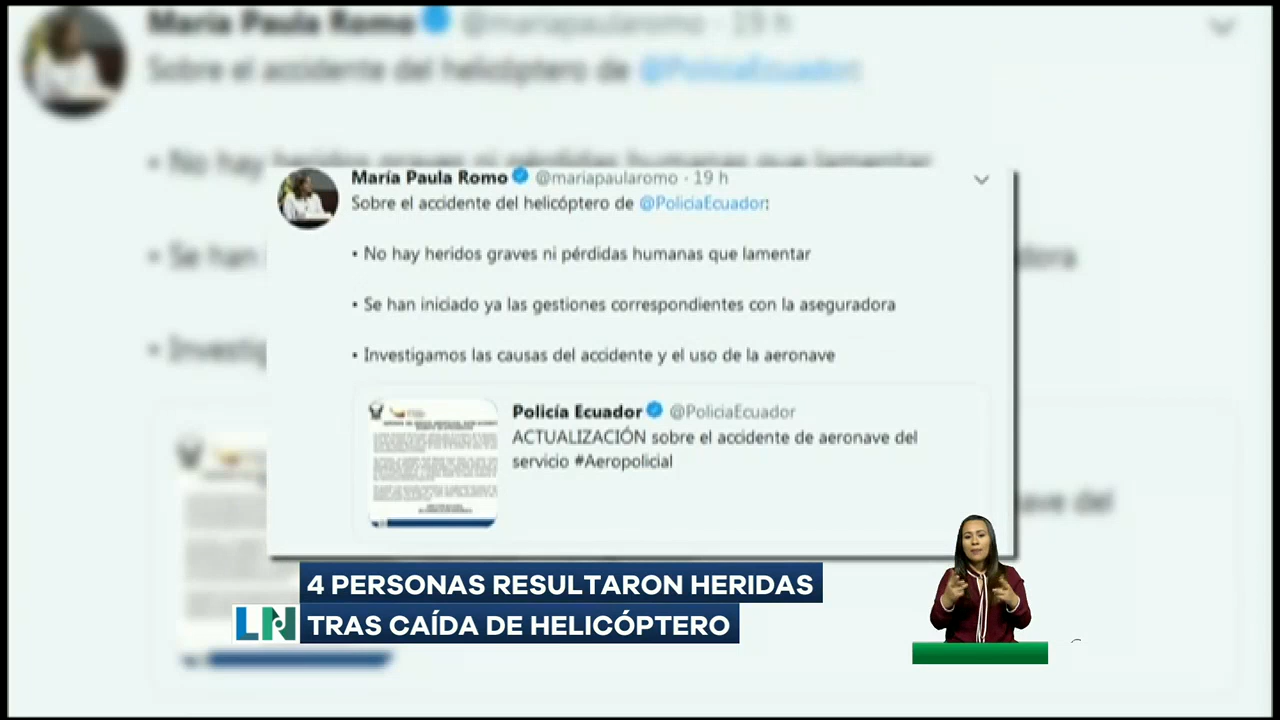 María Paula Romo @mariapaularomo · 19 h
Sobre el accidente del helicóptero de @PoliciaEcuador:
• No hay heridos graves ni pérdidas humanas que lamentar
• Se han iniciado ya las gestiones correspondientes con la aseguradora
• Investigamos las causas del accidente y el uso de la aeronave
Policía Ecuador @PoliciaEcuador
ACTUALIZACIÓN sobre el accidente de aeronave del
servicio #Aeropolicial
4 PERSONAS RESULTARON HERIDAS
LN TRAS CAÍDA DE HELICÓPTERO